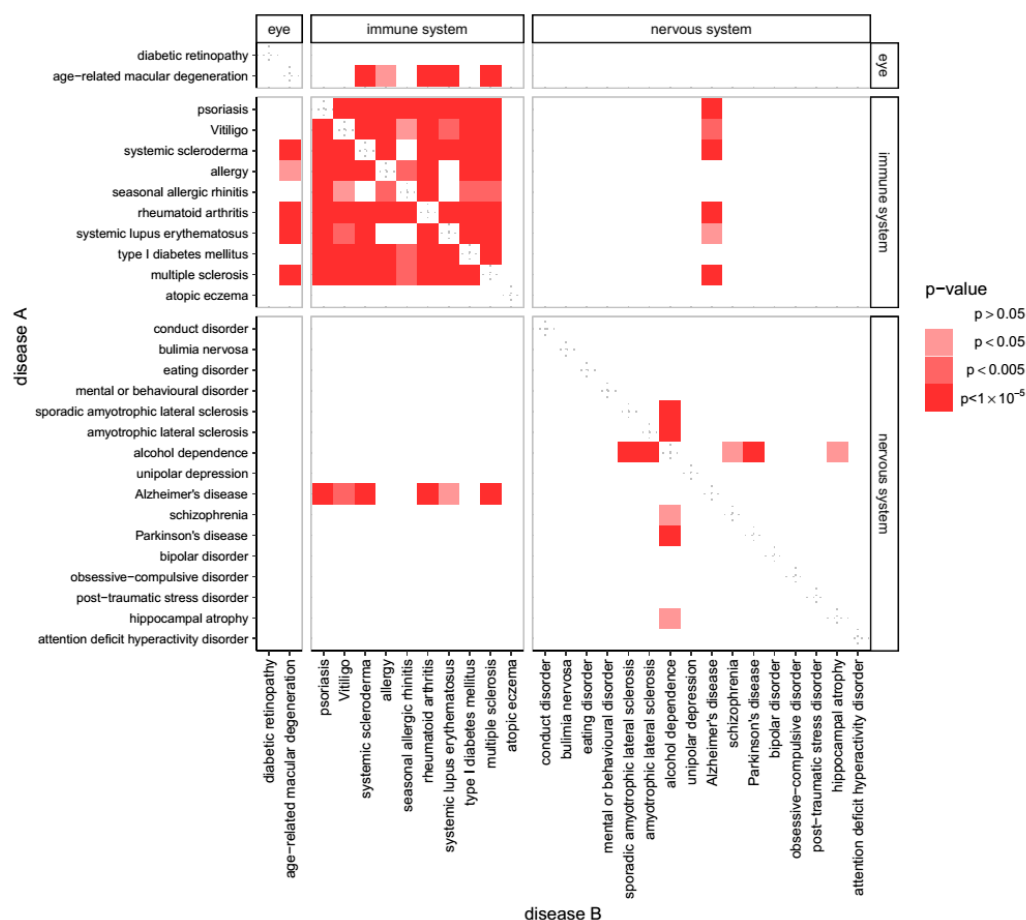 eye
immune system
nervous system
diabetic retinopathy
age-related macular degeneration
eye
psoriasis
Vitiligo
systemic scleroderma
allergy
seasonal allergic rhinitis
rheumatoid arthritis
systemic lupus erythematosus
type I diabetes mellitus
multiple sclerosis
atopic eczema
immune system
conduct disorder
bulimia nervosa
eating disorder
mental or behavioural disorder
sporadic amyotrophic lateral sclerosis
amyotrophic lateral sclerosis
alcohol dependence
unipolar depression
Alzheimer's disease
schizophrenia
Parkinson's disease
bipolar disorder
obsessive−compulsive disorder
post−traumatic stress disorder
hippocampal atrophy
attention deficit hyperactivity disorder
nervous system
disease A
p−value
p > 0.05
p < 0.05
p < 0.005
p<1 × 10⁻⁵
diabetic retinopathy
age−related macular degeneration
psoriasis
Vitiligo
systemic scleroderma
allergy
seasonal allergic rhinitis
rheumatoid arthritis
systemic lupus erythematosus
type I diabetes mellitus
multiple sclerosis
atopic eczema
conduct disorder
bulimia nervosa
eating disorder
mental or behavioural disorder
sporadic amyotrophic lateral sclerosis
amyotrophic lateral sclerosis
alcohol dependence
unipolar depression
Alzheimer's disease
schizophrenia
Parkinson's disease
bipolar disorder
obsessive−compulsive disorder
post−traumatic stress disorder
hippocampal atrophy
attention deficit hyperactivity disorder
disease B